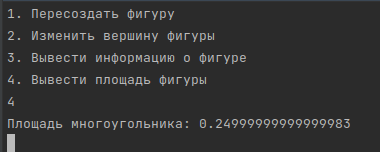 1. Пересоздать фигуру
2. Изменить вершину фигуры
3. Вывести информацию о фигуре
4. Вывести площадь фигуры
4
Площадь многоугольника: 0.24999999999999983